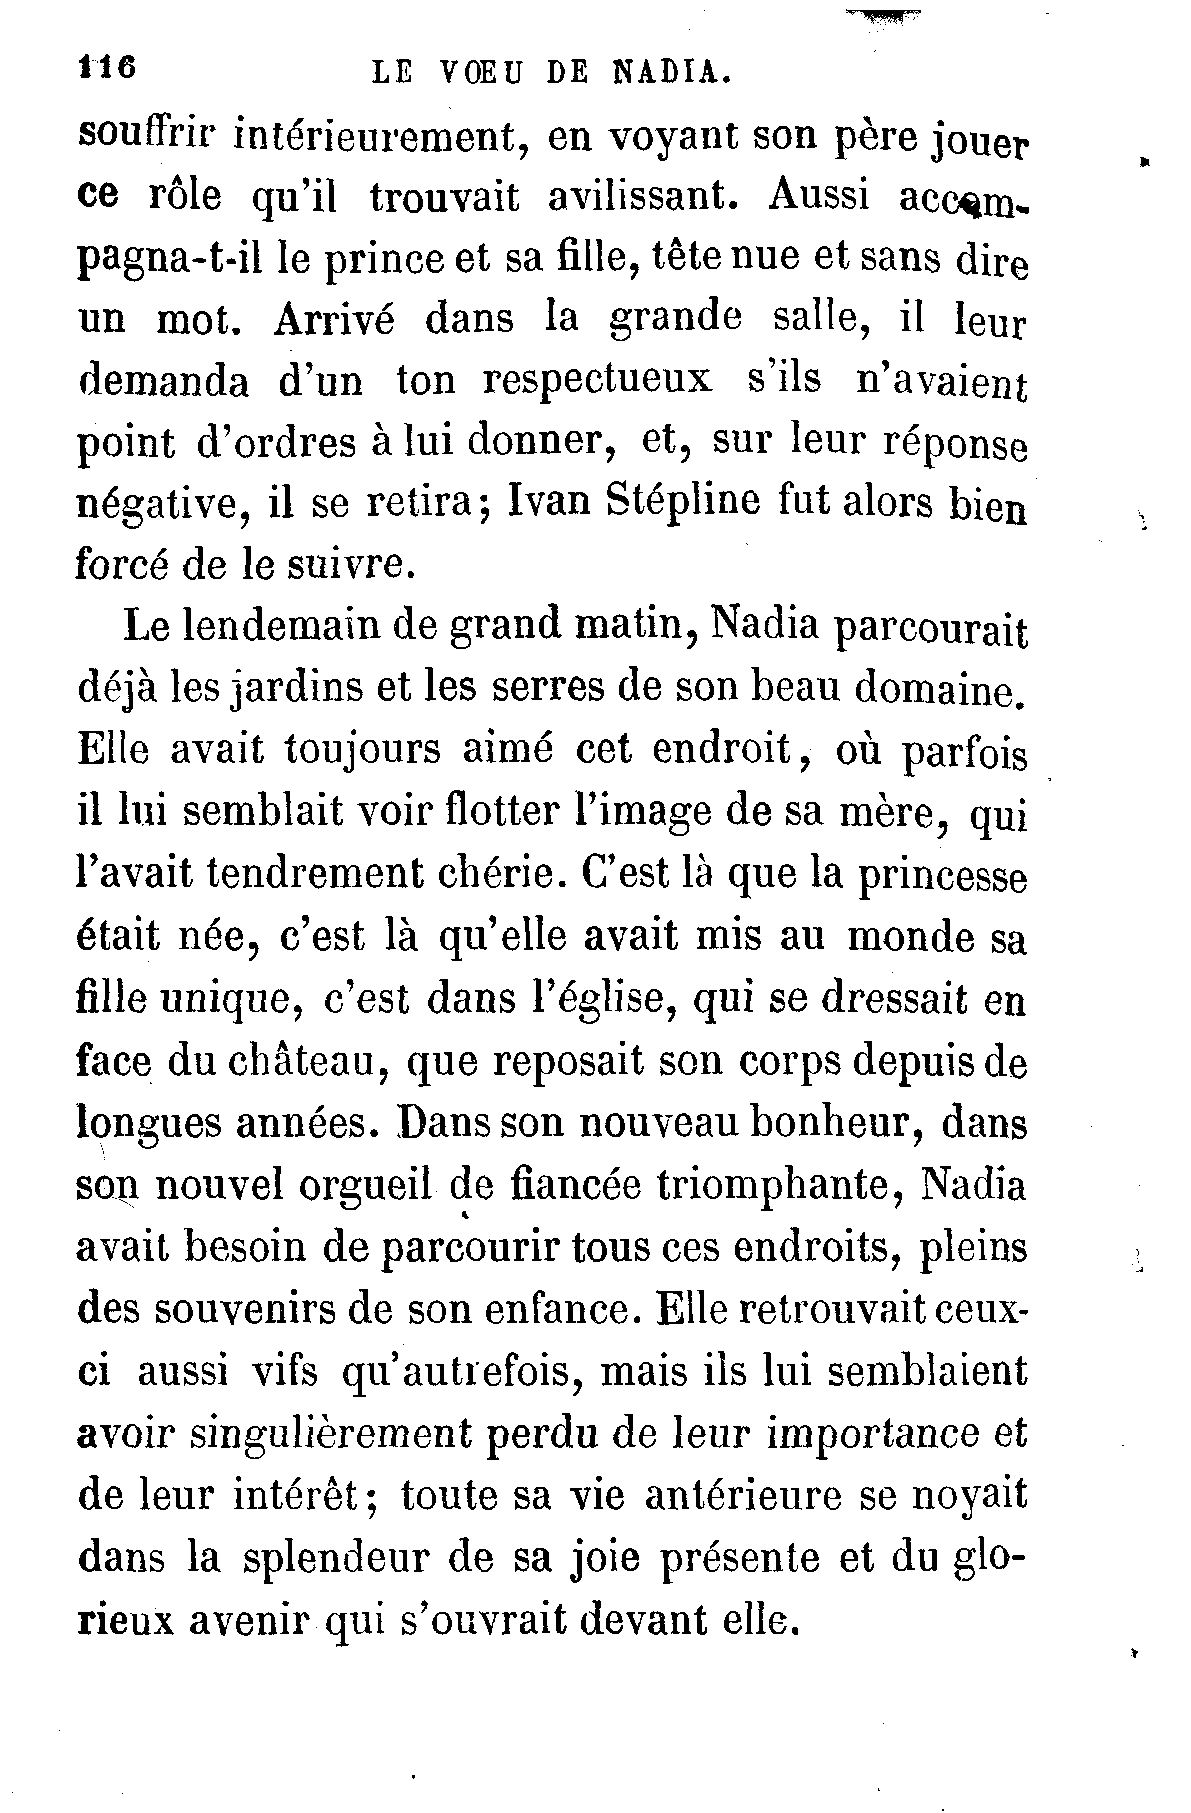 116 LE VŒU DE NADIA.
souffrir intérieurement, en voyant son père jouer
ce rôle qu'il trouvait avilissant. Aussi accom-
pagna-t-il le prince et sa fille, tête nue et sans dire
un mot. Arrivé dans la grande salle, il leur
demanda d'un ton respectueux s'ils n'avaient
point d'ordres à lui donner, et, sur leur réponse
négative, il se retira; Ivan Stépline fut alors bien
forcé de le suivre.
Le lendemain de grand matin, Nadia parcourait
déjà les jardins et les serres de son beau domaine.
Elle avait toujours aimé cet endroit, où parfois
il lui semblait voir flotter l'image de sa mère, qui
l'avait tendrement chérie. C'est là que la princesse
était née, c'est là qu'elle avait mis au monde sa
fille unique, c'est dans l'église, qui se dressait en
face du château, que reposait son corps depuis de
longues années. Dans son nouveau bonheur, dans
son nouvel orgueil de fiancée triomphante, Nadia
avait besoin de parcourir tous ces endroits, pleins
des souvenirs de son enfance. Elle retrouvait ceux-
ci aussi vifs qu'autrefois, mais ils lui semblaient
avoir singulièrement perdu de leur importance et
de leur intérêt; toute sa vie antérieure se noyait
dans la splendeur de sa joie présente et du glo-
rieux avenir qui s'ouvrait devant elle.